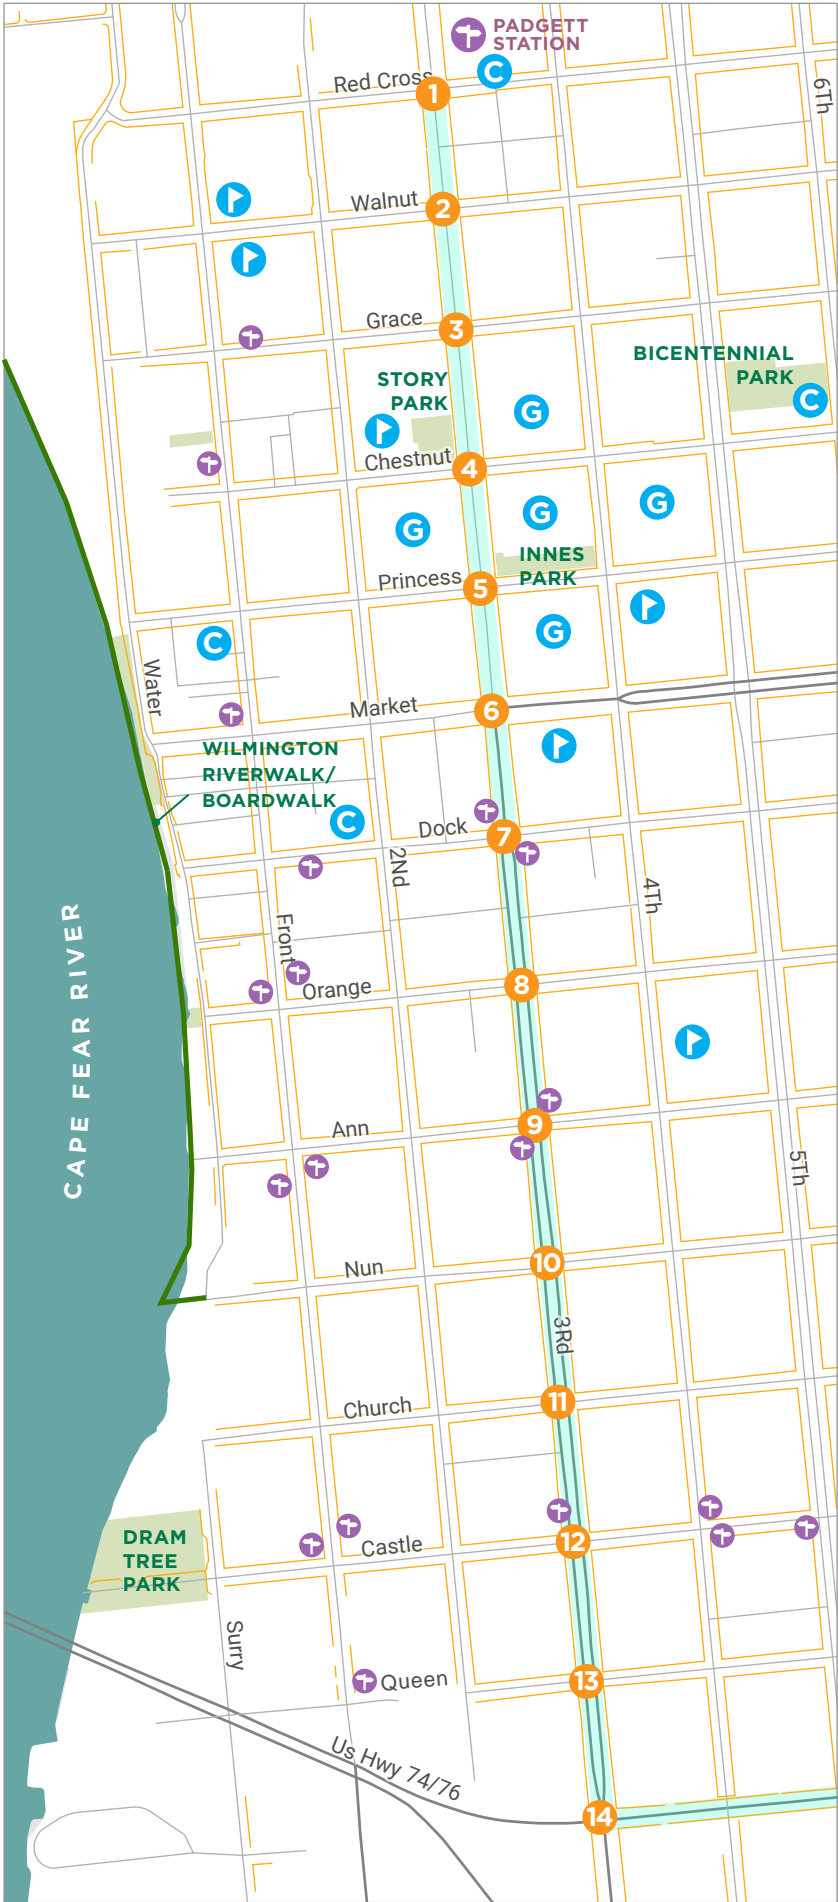 PADGETT
STATION
C
Red Cross
1
6Th
Walnut
2
Grace
3
BICENTENNIAL
PARK
C
STORY
PARK
G
Chestnut
4
G
G
G
INNES
PARK
Princess
5
G
C
Water
Market
6
WILMINGTON
RIVERWALK/
BOARDWALK
C
Dock
7
2Nd
4Th
Front
CAPE FEAR RIVER
Orange
8
Ann
9
5Th
Nun
10
3Rd
Church
11
DRAM
TREE
PARK
Castle
12
Surry
Queen
13
Us Hwy 74/76
14